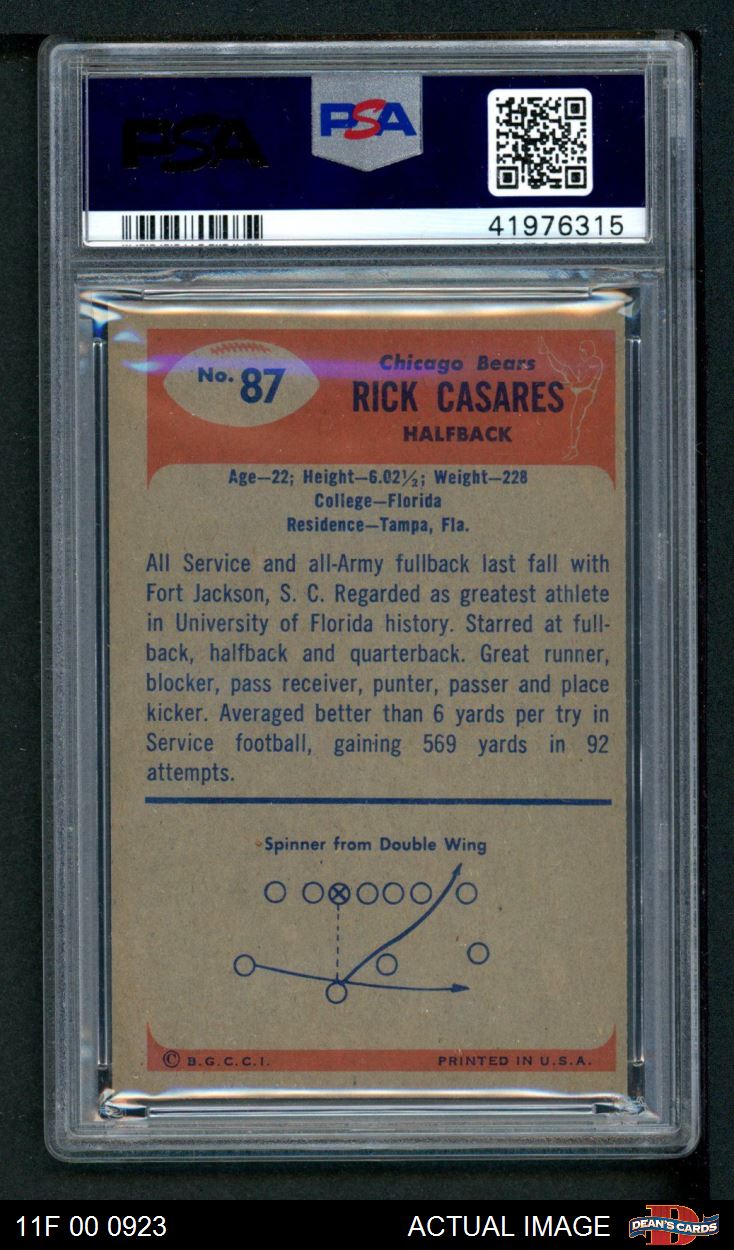 PSA
PSA
41976315
No. 87
Chicago Bears
RICK CASARES
HALFBACK
Age—22; Height—6.02½; Weight—228
College—Florida
Residence—Tampa, Fla.
All Service and all-Army fullback last fall with
Fort Jackson, S. C. Regarded as greatest athlete
in University of Florida history. Starred at full-
back, halfback and quarterback. Great runner,
blocker, pass receiver, punter, passer and place
kicker. Averaged better than 6 yards per try in
Service football, gaining 569 yards in 92
attempts.
Spinner from Double Wing
© B.G.C.C.I. PRINTED IN U.S.A.
11F 00 0923 ACTUAL IMAGE DEAN'S CARDS